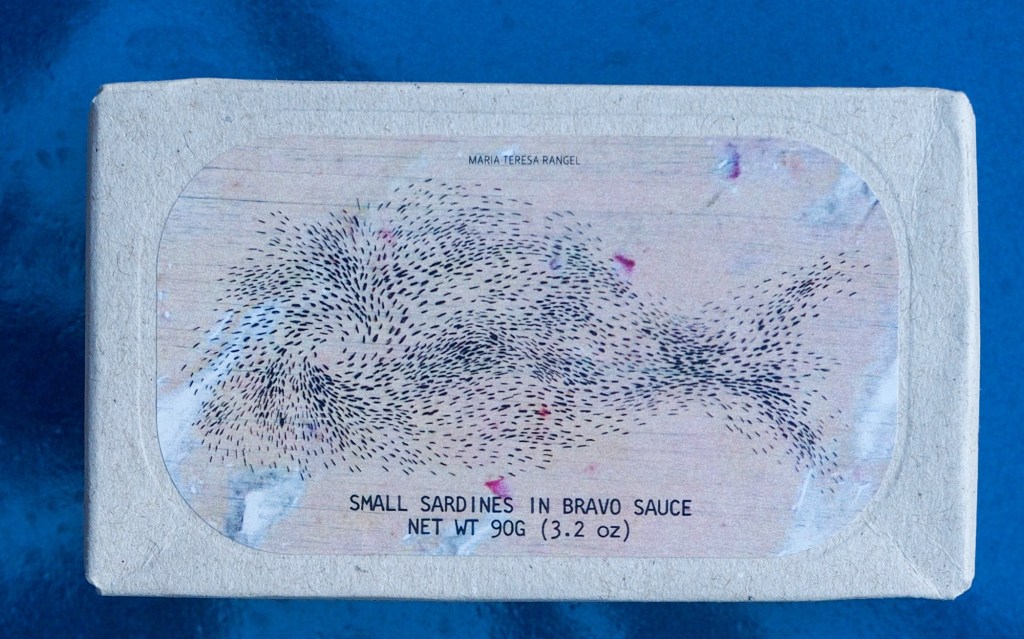 MARIA TERESA RANGEL
SMALL SARDINES IN BRAVO SAUCE
NET WT 90G (3.2 oz)